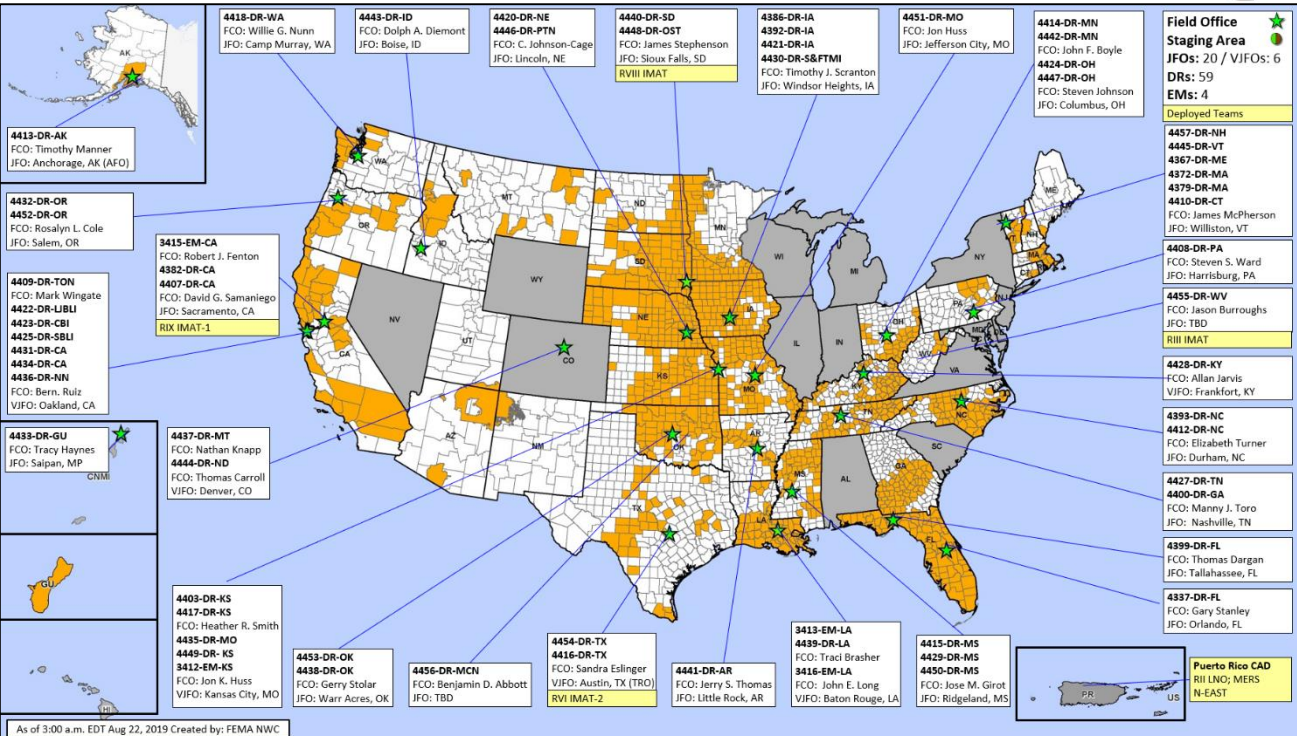 4418-DR-WA
FCO: Willie G. Nunn
JFO: Camp Murray, WA
4443-DR-ID
FCO: Dolph A. Diemont
JFO: Boise, ID
4420-DR-NE
4446-DR-PTN
FCO: C. Johnson-Cage
JFO: Lincoln, NE
4440-DR-SD
4448-DR-OST
FCO: James Stephenson
JFO: Sioux Falls, SD
RVIII IMAT
4386-DR-IA
4392-DR-IA
4421-DR-IA
4430-DR-S&FTMI
FCO: Timothy J. Scranton
JFO: Windsor Heights, IA
4451-DR-MO
FCO: Jon Huss
JFO: Jefferson City, MO
4414-DR-MN
4442-DR-MN
FCO: John F. Boyle
4424-DR-OH
4447-DR-OH
FCO: Steven Johnson
JFO: Columbus, OH
Field Office
Staging Area
JFOs: 20 / VJFOs: 6
DRs: 59
EMs: 4
Deployed Teams
4413-DR-AK
FCO: Timothy Manner
JFO: Anchorage, AK (AFO)
4457-DR-NH
4445-DR-VT
4367-DR-ME
4372-DR-MA
4379-DR-MA
4410-DR-CT
FCO: James McPherson
JFO: Williston, VT
4432-DR-OR
4452-DR-OR
FCO: Rosalyn L. Cole
JFO: Salem, OR
3415-EM-CA
FCO: Robert J. Fenton
4382-DR-CA
4407-DR-CA
FCO: David G. Samaniego
JFO: Sacramento, CA
RIX IMAT-1
4408-DR-PA
FCO: Steven S. Ward
JFO: Harrisburg, PA
4409-DR-TON
FCO: Mark Wingate
4422-DR-LJBLI
4423-DR-CBI
4425-DR-SBLI
4431-DR-CA
4434-DR-CA
4436-DR-NN
FCO: Bern. Ruiz
VJFO: Oakland, CA
4455-DR-WV
FCO: Jason Burroughs
JFO: TBD
RIII IMAT
4428-DR-KY
FCO: Allan Jarvis
VJFO: Frankfort, KY
4393-DR-NC
4412-DR-NC
FCO: Elizabeth Turner
JFO: Durham, NC
4433-DR-GU
FCO: Tracy Haynes
JFO: Saipan, MP
4437-DR-MT
FCO: Nathan Knapp
4444-DR-ND
FCO: Thomas Carroll
VJFO: Denver, CO
4427-DR-TN
4400-DR-GA
FCO: Manny J. Toro
JFO: Nashville, TN
4399-DR-FL
FCO: Thomas Dargan
JFO: Tallahassee, FL
4337-DR-FL
FCO: Gary Stanley
JFO: Orlando, FL
4403-DR-KS
4417-DR-KS
FCO: Heather R. Smith
4435-DR-MO
4449-DR- KS
3412-EM-KS
FCO: Jon K. Huss
VJFO: Kansas City, MO
4453-DR-OK
4438-DR-OK
FCO: Gerry Stolar
JFO: Warr Acres, OK
4456-DR-MCN
FCO: Benjamin D. Abbott
JFO: TBD
4454-DR-TX
4416-DR-TX
FCO: Sandra Eslinger
VJFO: Austin, TX (TRO)
RVI IMAT-2
4441-DR-AR
FCO: Jerry S. Thomas
JFO: Little Rock, AR
3413-EM-LA
4439-DR-LA
FCO: Traci Brasher
3416-EM-LA
FCO: John E. Long
VJFO: Baton Rouge, LA
4415-DR-MS
4429-DR-MS
4450-DR-MS
FCO: Jose M. Girot
JFO: Ridgeland, MS
Puerto Rico CAD
RII LNO; MERS
N-EAST
AK
WA
OR
ID
MT
ND
MN
SD
WY
NV
CA
UT
CO
NE
KS
IA
MO
WI
MI
IL
IN
OH
PA
NY
VT
NH
ME
MA
CT
NJ
MD
WV
VA
KY
TN
NC
SC
GA
AL
MS
AR
LA
OK
TX
NM
AZ
FL
CNMI
GU
HI
PR
US
As of 3:00 a.m. EDT Aug 22, 2019 Created by: FEMA NWC